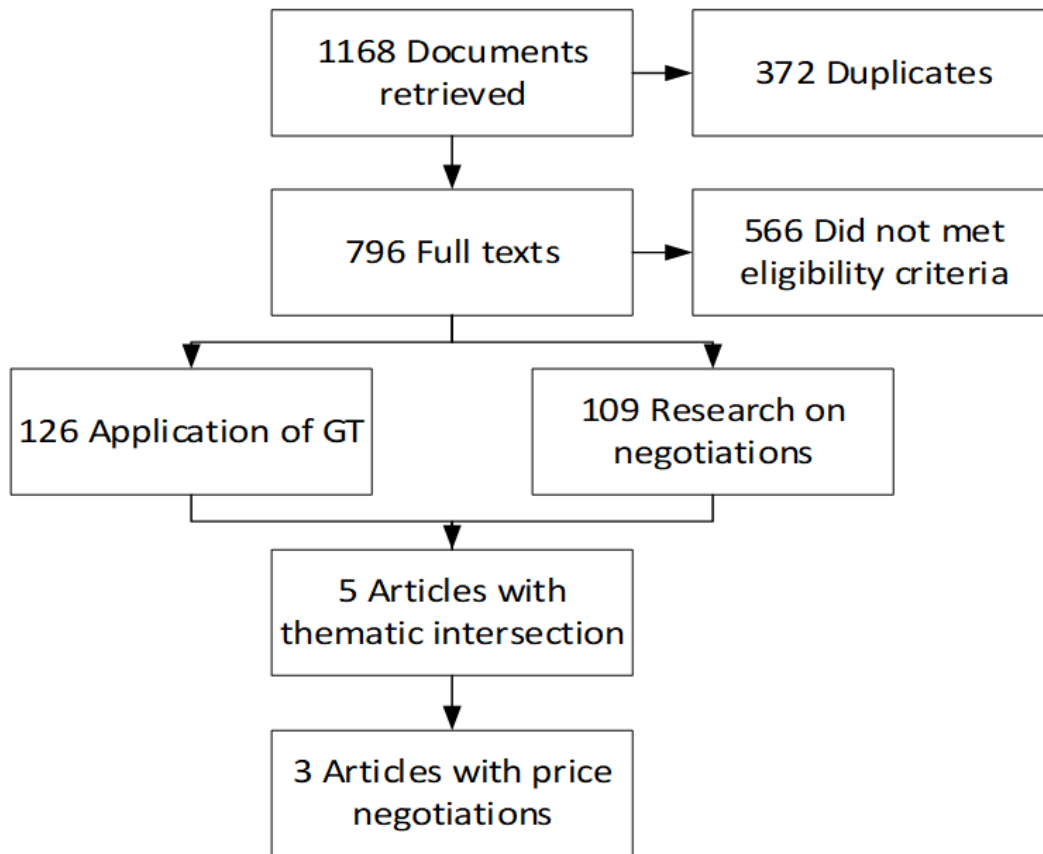 1168 Documents
retrieved
372 Duplicates
796 Full texts
566 Did not met
eligibility criteria
126 Application of GT
109 Research on
negotiations
5 Articles with
thematic intersection
3 Articles with price
negotiations